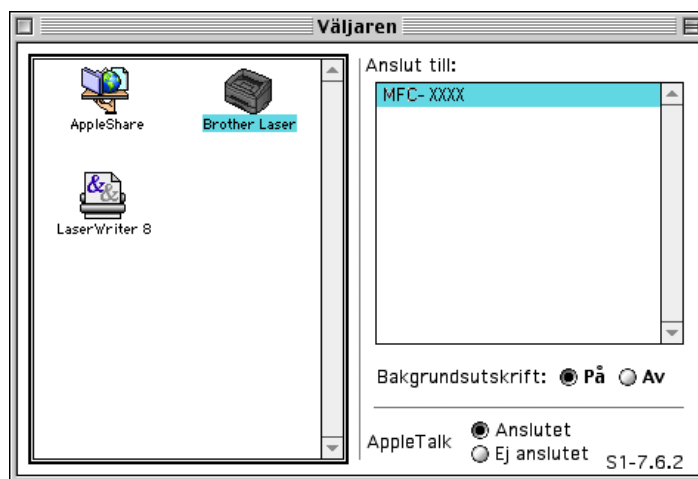 Väljaren
AppleShare
Brother Laser
LaserWriter 8
Anslut till:
MFC- XXXX
Bakgrundsutskrift: På Av
AppleTalk Anslutet
Ej anslutet
S1-7.6.2